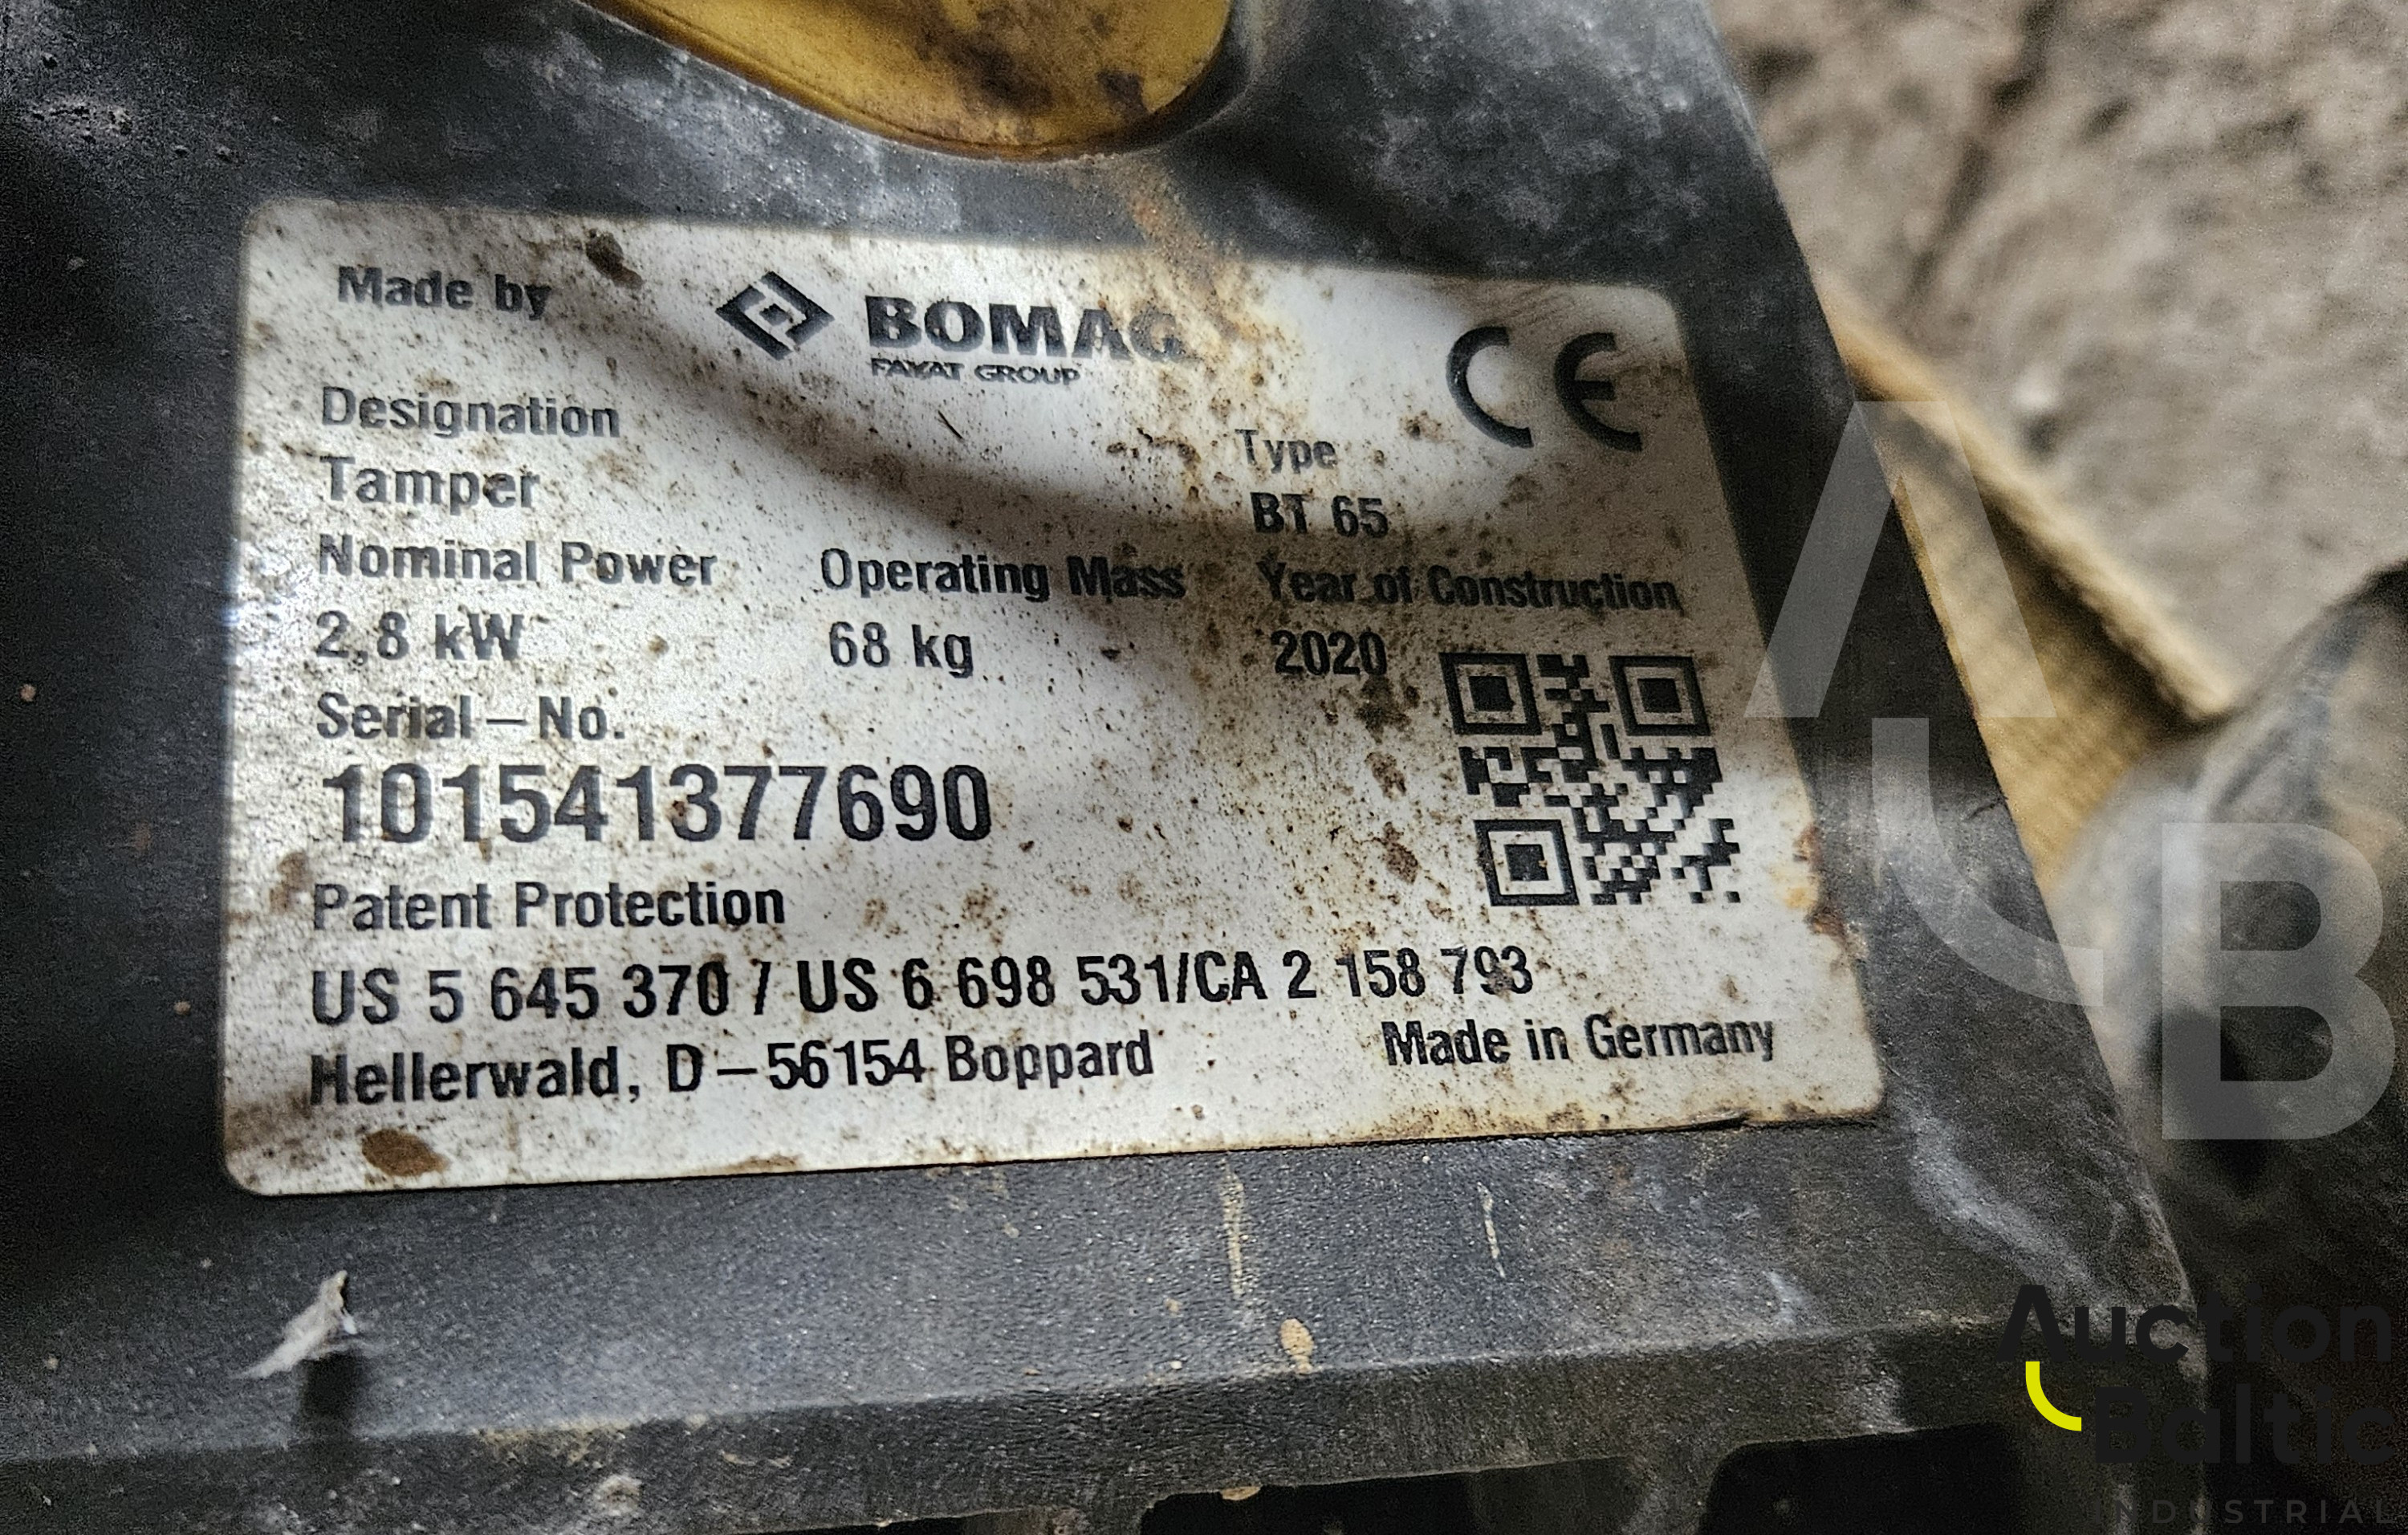 Made by BOMAG
FAYAT GROUP
CE
Designation Type
Tamper BT 65
Nominal Power Operating Mass Year of Construction
2,8 kW 68 kg 2020
Serial-No.
101541377690
Patent Protection
US 5 645 370 / US 6 698 531/CA 2 158 793
Hellerwald, D-56154 Boppard Made in Germany
AB
Auction
Baltic
INDUSTRIAL